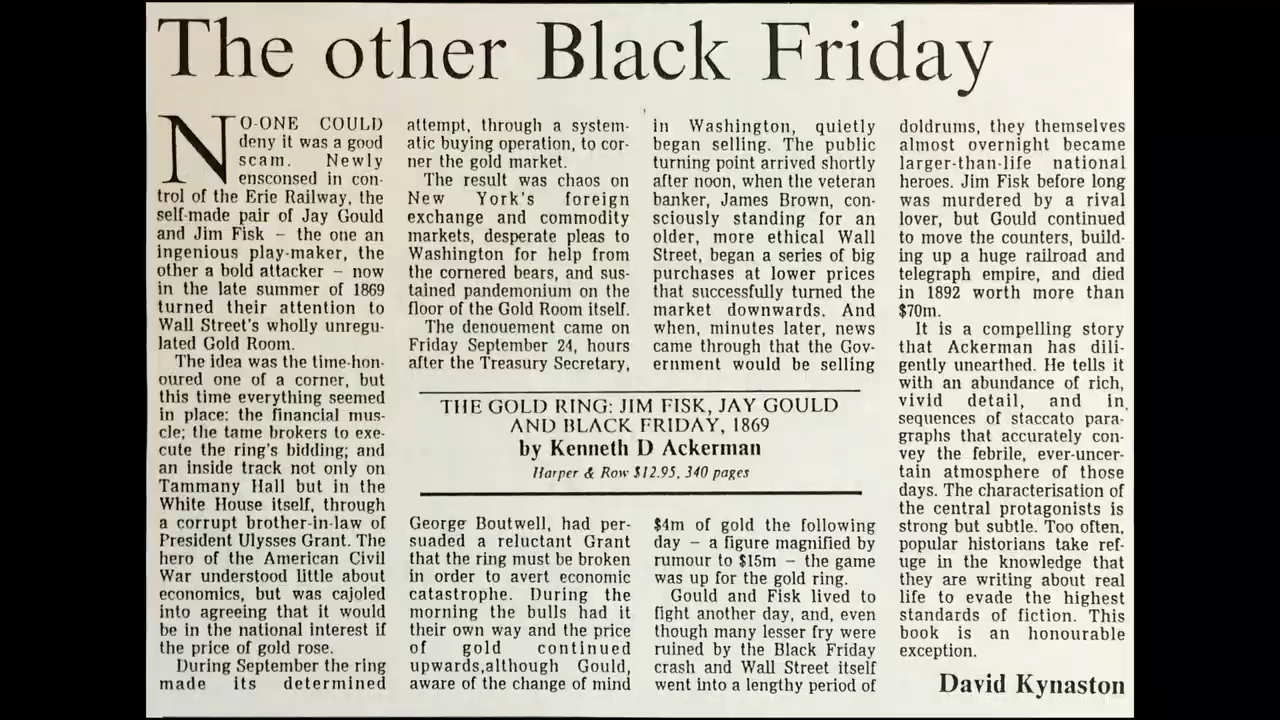 The other Black Friday
NO-ONE COULD
deny it was a good
scam. Newly
ensconsed in con-
trol of the Erie Railway, the
self-made pair of Jay Gould
and Jim Fisk – the one an
ingenious play-maker, the
other a bold attacker – now
in the late summer of 1869
turned their attention to
Wall Street's wholly unregu-
lated Gold Room.
The idea was the time-hon-
oured one of a corner, but
this time everything seemed
in place: the financial mus-
cle; the tame brokers to exe-
cute the ring's bidding; and
an inside track not only on
Tammany Hall but in the
White House itself, through
a corrupt brother-in-law of
President Ulysses Grant. The
hero of the American Civil
War understood little about
economics, but was cajoled
into agreeing that it would
be in the national interest if
the price of gold rose.
During September the ring
made its determined
attempt, through a system-
atic buying operation, to cor-
ner the gold market.
The result was chaos on
New York's foreign
exchange and commodity
markets, desperate pleas to
Washington for help from
the cornered bears, and sus-
tained pandemonium on the
floor of the Gold Room itself.
The denouement came on
Friday September 24, hours
after the Treasury Secretary,
George Boutwell, had per-
suaded a reluctant Grant
that the ring must be broken
in order to avert economic
catastrophe. During the
morning the bulls had it
their own way and the price
of gold continued
upwards,although Gould,
aware of the change of mind
in Washington, quietly
began selling. The public
turning point arrived shortly
after noon, when the veteran
banker, James Brown, con-
sciously standing for an
older, more ethical Wall
Street, began a series of big
purchases at lower prices
that successfully turned the
market downwards. And
when, minutes later, news
came through that the Gov-
ernment would be selling
$4m of gold the following
day – a figure magnified by
rumour to $15m – the game
was up for the gold ring.
Gould and Fisk lived to
fight another day, and, even
though many lesser fry were
ruined by the Black Friday
crash and Wall Street itself
went into a lengthy period of
doldrums, they themselves
almost overnight became
larger-than-life national
heroes. Jim Fisk before long
was murdered by a rival
lover, but Gould continued
to move the counters, build-
ing up a huge railroad and
telegraph empire, and died
in 1892 worth more than
$70m.
It is a compelling story
that Ackerman has dili-
gently unearthed. He tells it
with an abundance of rich,
vivid detail, and in
sequences of staccato para-
graphs that accurately con-
vey the febrile, ever-uncer-
tain atmosphere of those
days. The characterisation of
the central protagonists is
strong but subtle. Too often,
popular historians take ref-
uge in the knowledge that
they are writing about real
life to evade the highest
standards of fiction. This
book is an honourable
exception.
David Kynaston
THE GOLD RING: JIM FISK, JAY GOULD
AND BLACK FRIDAY, 1869
by Kenneth D Ackerman
Harper & Row $12.95, 340 pages